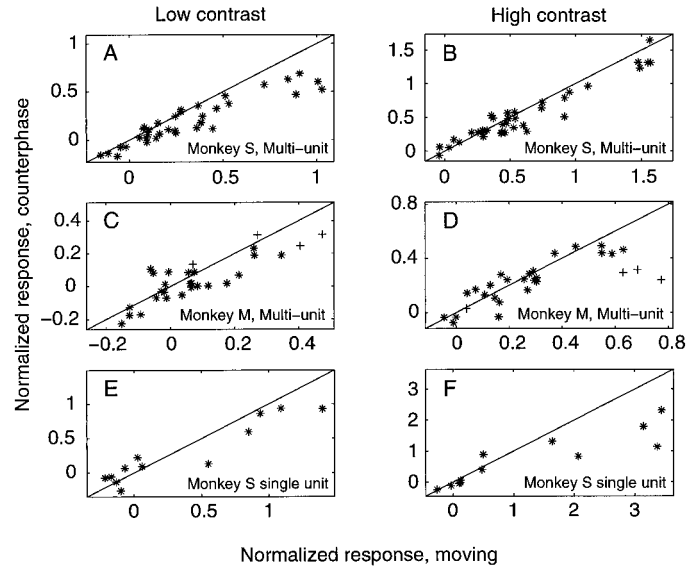 Low contrast
High contrast
Normalized response, counterphase
A
1
0.5
0
Monkey S, Multi-unit
0
0.5
1
B
1.5
1
0.5
0
Monkey S, Multi-unit
0
0.5
1
1.5
C
0.4
0.2
0
-0.2
Monkey M, Multi-unit
-0.2
0
0.2
0.4
D
0.8
0.4
0
Monkey M, Multi-unit
0
0.2
0.4
0.6
0.8
E
1
0.5
0
Monkey S single unit
0
0.5
1
F
3
2
1
0
Monkey S single unit
0
1
2
3
Normalized response, moving